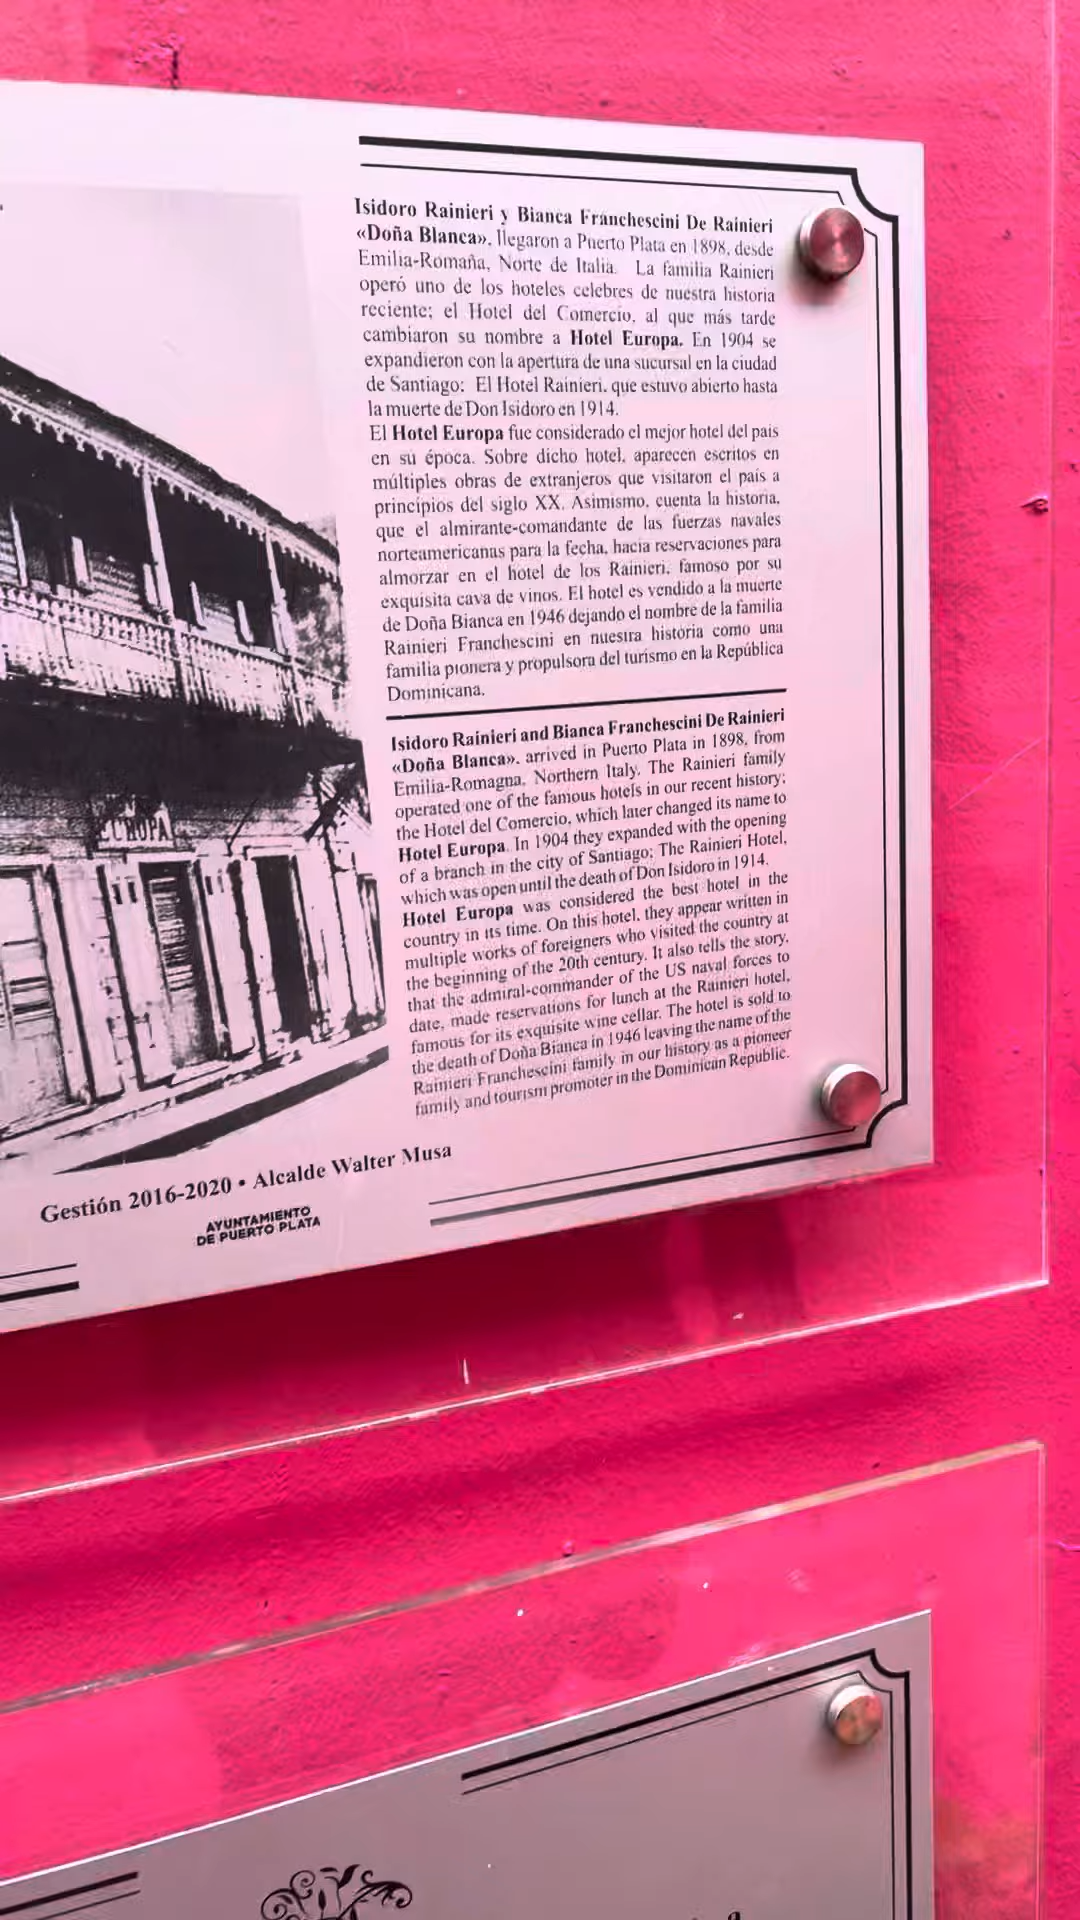 Isidoro Rainieri y Bianca Franchescini De Rainieri
«Doña Blanca», llegaron a Puerto Plata en 1898, desde
Emilia-Romaña, Norte de Italia. La familia Rainieri
operó uno de los hoteles celebres de nuestra historia
reciente; el Hotel del Comercio, al que más tarde
cambiaron su nombre a Hotel Europa. En 1904 se
expandieron con la apertura de una sucursal en la ciudad
de Santiago; El Hotel Rainieri, que estuvo abierto hasta
la muerte de Don Isidoro en 1914.
El Hotel Europa fue considerado el mejor hotel del país
en su época. Sobre dicho hotel, aparecen escritos en
múltiples obras de extranjeros que visitaron el país a
principios del siglo XX. Asimismo, cuenta la historia,
que el almirante-comandante de las fuerzas navales
norteamericanas para la fecha, hacia reservaciones para
almorzar en el hotel de los Rainieri, famoso por su
exquisita cava de vinos. El hotel es vendido a la muerte
de Doña Bianca en 1946 dejando el nombre de la familia
Rainieri Franchescini en nuestra historia como una
familia pionera y propulsora del turismo en la República
Dominicana.
Isidoro Rainieri and Bianca Franchescini De Rainieri
«Doña Blanca», arrived in Puerto Plata in 1898, from
Emilia-Romagna, Northern Italy. The Rainieri family
operated one of the famous hotels in our recent history;
the Hotel del Comercio, which later changed its name to
Hotel Europa. In 1904 they expanded with the opening
of a branch in the city of Santiago; The Rainieri Hotel,
which was open until the death of Don Isidoro in 1914.
Hotel Europa was considered the best hotel in the
country in its time. On this hotel, they appear written in
multiple works of foreigners who visited the country at
the beginning of the 20th century. It also tells the story,
that the admiral-commander of the US naval forces to
date, made reservations for lunch at the Rainieri hotel,
famous for its exquisite wine cellar. The hotel is sold to
the death of Doña Bianca in 1946 leaving the name of the
Rainieri Franchescini family in our history as a pioneer
family and tourism promoter in the Dominican Republic.
EUROPA
Gestión 2016-2020 • Alcalde Walter Musa
AYUNTAMIENTO
DE PUERTO PLATA